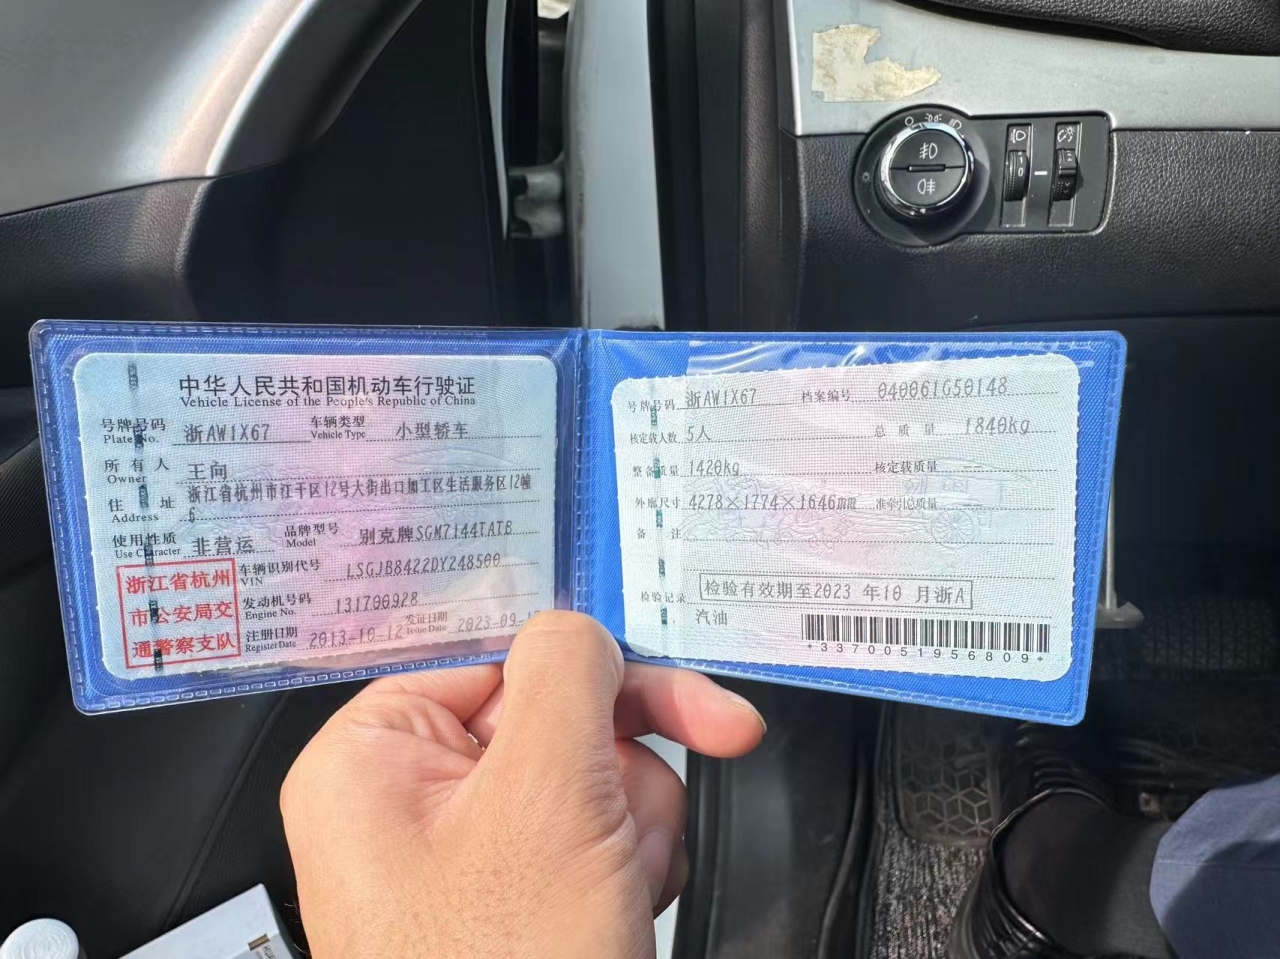 中华人民共和国机动车行驶证
Vehicle License of the People's Republic of China
号牌号码 浙AW1X67 车辆类型 小型轿车
Plate No. Vehicle Type
所有人 王向
Owner
住址 浙江省杭州市江干区12号大街出口加工区生活服务区12幢
Address 6
使用性质 非营运 品牌型号 别克牌SGM7144TATB
Use Character Model
车辆识别代号 LSGJB8422DY248500
VIN
发动机号码 131700928
Engine No.
注册日期 2013-10-12 发证日期 2023-09-
Register Date Issue Date
浙江省杭州
市公安局交
通警察支队
号牌号码 浙AW1X67 档案编号 040061G50148
核定载人数 5人 总质量 1840kg
整备质量 1420kg 核定载质量 --
外廓尺寸 4278×1774×1646mm 准牵引总质量 --
备注
检验记录 检验有效期至2023年10月浙A
汽油
*3370051956809*